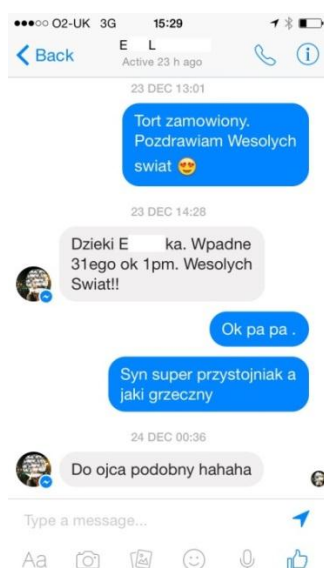 O2-UK 3G 15:29
Back
E L
Active 23 h ago
23 DEC 13:01
Tort zamowiony.
Pozdrawiam Wesolych
swiat 😍
23 DEC 14:28
Dzieki E ka. Wpadne
31ego ok 1pm. Wesolych
Swiat!!
Ok pa pa .
Syn super przystojniak a
jaki grzeczny
24 DEC 00:36
Do ojca podobny hahaha
Type a message...
Aa